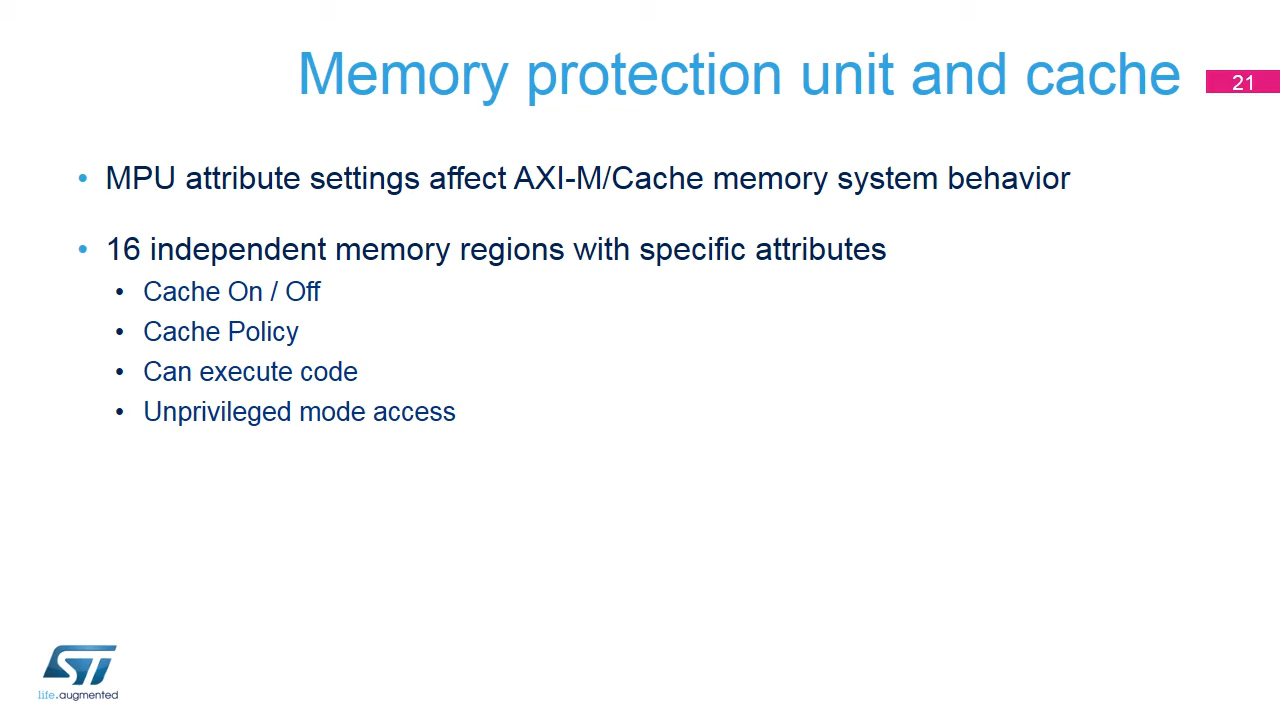 Memory protection unit and cache
21
• MPU attribute settings affect AXI-M/Cache memory system behavior
• 16 independent memory regions with specific attributes
• Cache On / Off
• Cache Policy
• Can execute code
• Unprivileged mode access
ST
life.augmented